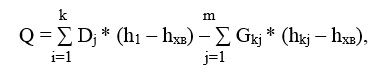 k m
Q = Σ Dj * (h1 – hхв) – Σ Gkj * (hkj – hхв),
i=1 j=1